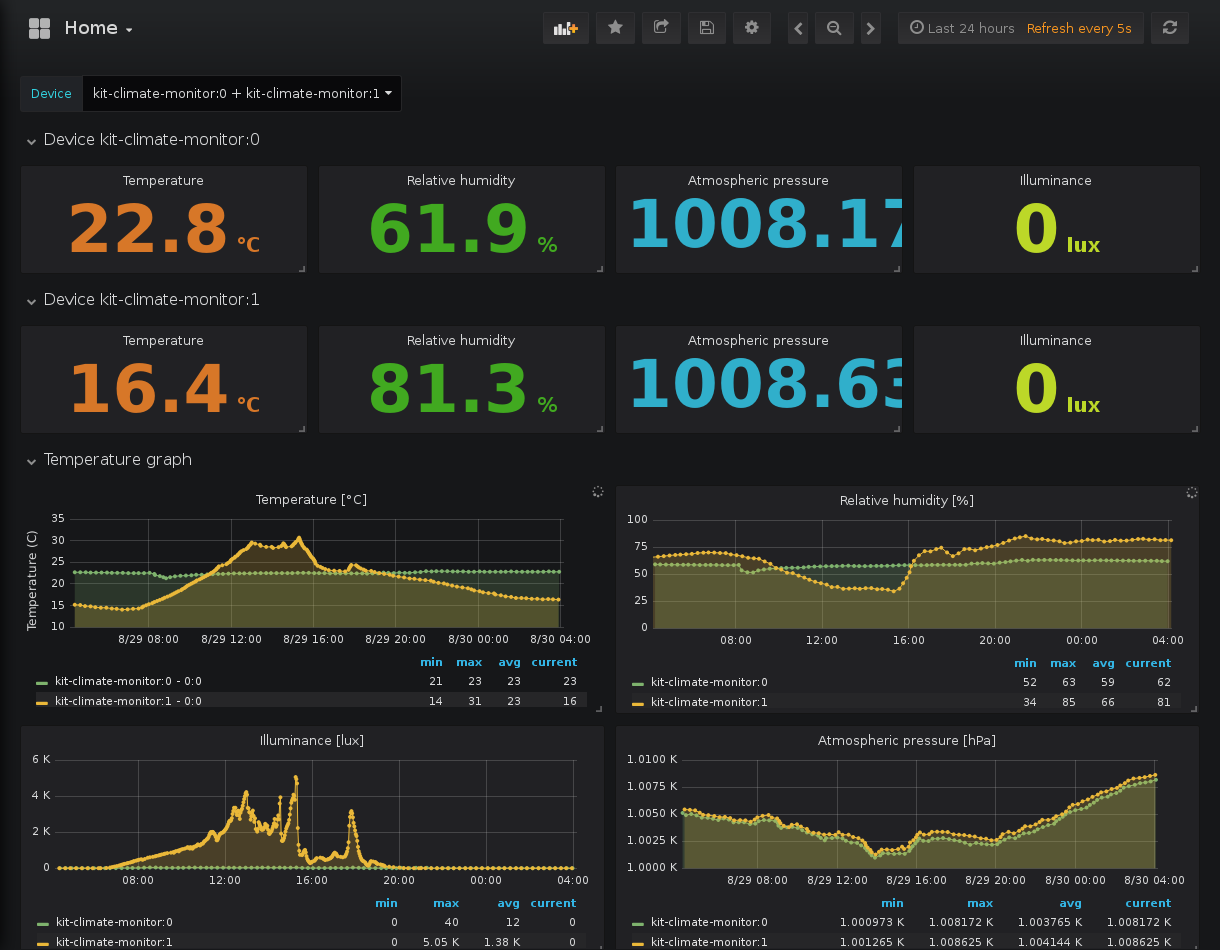 Home
Last 24 hours Refresh every 5s
Device kit-climate-monitor:0 + kit-climate-monitor:1
Device kit-climate-monitor:0
Temperature Relative humidity Atmospheric pressure Illuminance
22.8 °C 61.9 % 1008.17 0 lux
Device kit-climate-monitor:1
Temperature Relative humidity Atmospheric pressure Illuminance
16.4 °C 81.3 % 1008.63 0 lux
Temperature graph
Temperature [°C]
Temperature (C)
35
30
25
20
15
10
8/29 08:00 8/29 12:00 8/29 16:00 8/29 20:00 8/30 00:00 8/30 04:00
min max avg current
kit-climate-monitor:0 - 0:0 21 23 23 23
kit-climate-monitor:1 - 0:0 14 31 23 16
Relative humidity [%]
100
75
50
25
0
08:00 12:00 16:00 20:00 00:00 04:00
min max avg current
kit-climate-monitor:0 52 63 59 62
kit-climate-monitor:1 34 85 66 81
Illuminance [lux]
6 K
4 K
2 K
0
08:00 12:00 16:00 20:00 00:00 04:00
min max avg current
kit-climate-monitor:0 0 40 12 0
kit-climate-monitor:1 0 5.05 K 1.38 K 0
Atmospheric pressure [hPa]
1.0100 K
1.0075 K
1.0050 K
1.0025 K
1.0000 K
8/29 08:00 8/29 12:00 8/29 16:00 8/29 20:00 8/30 00:00 8/30 04:00
min max avg current
kit-climate-monitor:0 1.000973 K 1.008172 K 1.003765 K 1.008172 K
kit-climate-monitor:1 1.001265 K 1.008625 K 1.004144 K 1.008625 K